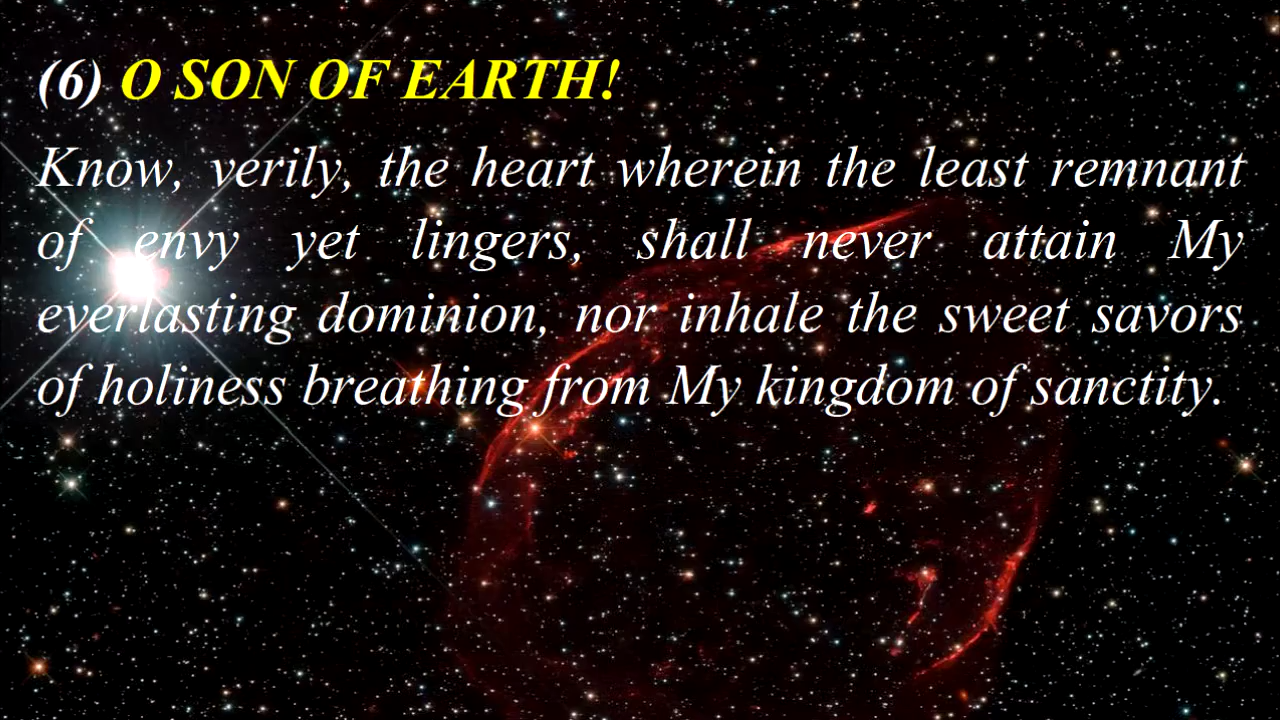 (6) O SON OF EARTH!
Know, verily, the heart wherein the least remnant
of envy yet lingers, shall never attain My
everlasting dominion, nor inhale the sweet savors
of holiness breathing from My kingdom of sanctity.